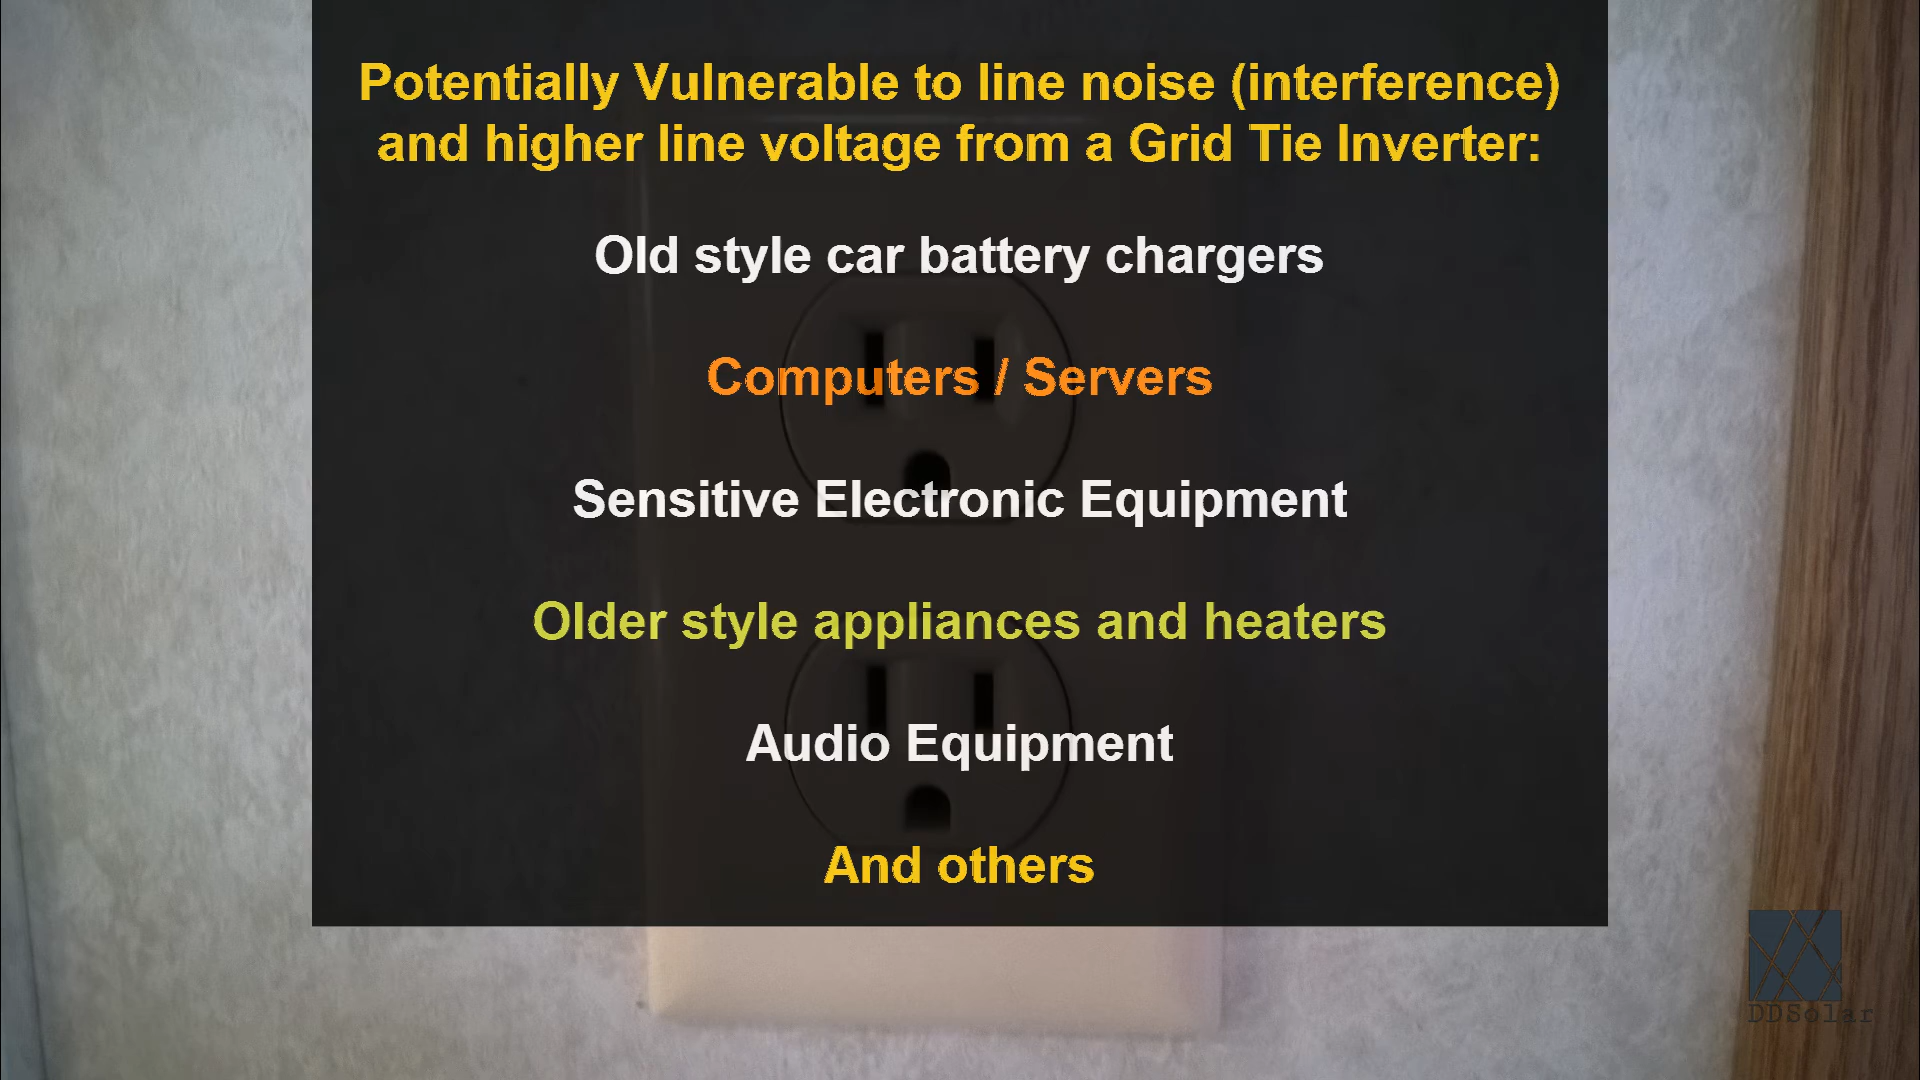 Potentially Vulnerable to line noise (interference)
and higher line voltage from a Grid Tie Inverter:
Old style car battery chargers
Computers / Servers
Sensitive Electronic Equipment
Older style appliances and heaters
Audio Equipment
And others
DDSolar